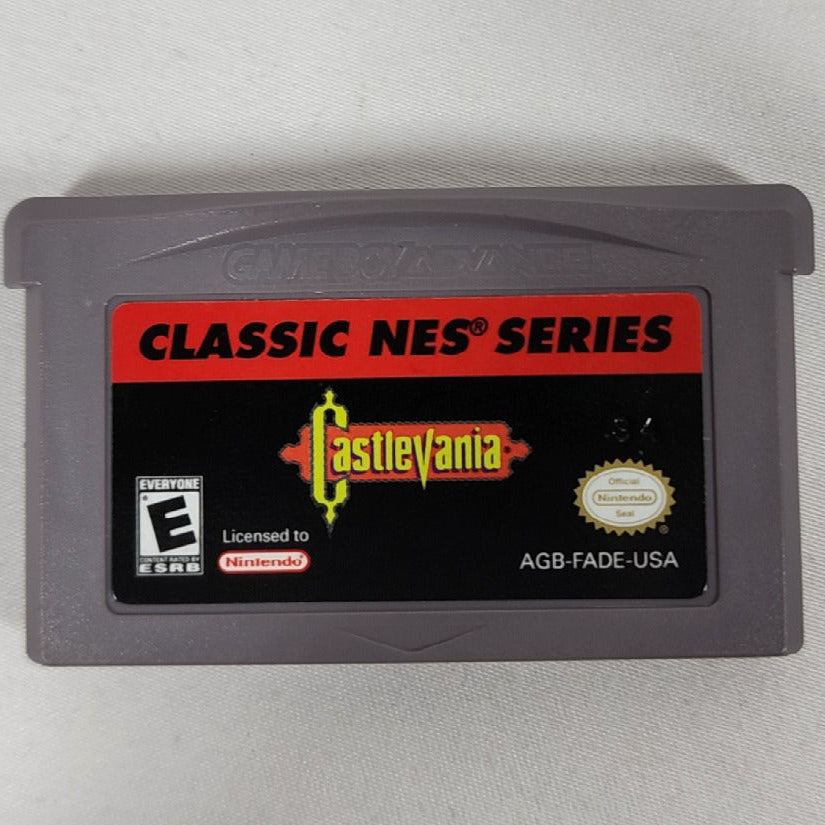 GAME BOY ADVANCE
CLASSIC NES® SERIES
Castlevania
34
EVERYONE
E
CONTENT RATED BY
ESRB
Licensed to
Nintendo®
Official
Nintendo
Seal
®
AGB-FADE-USA